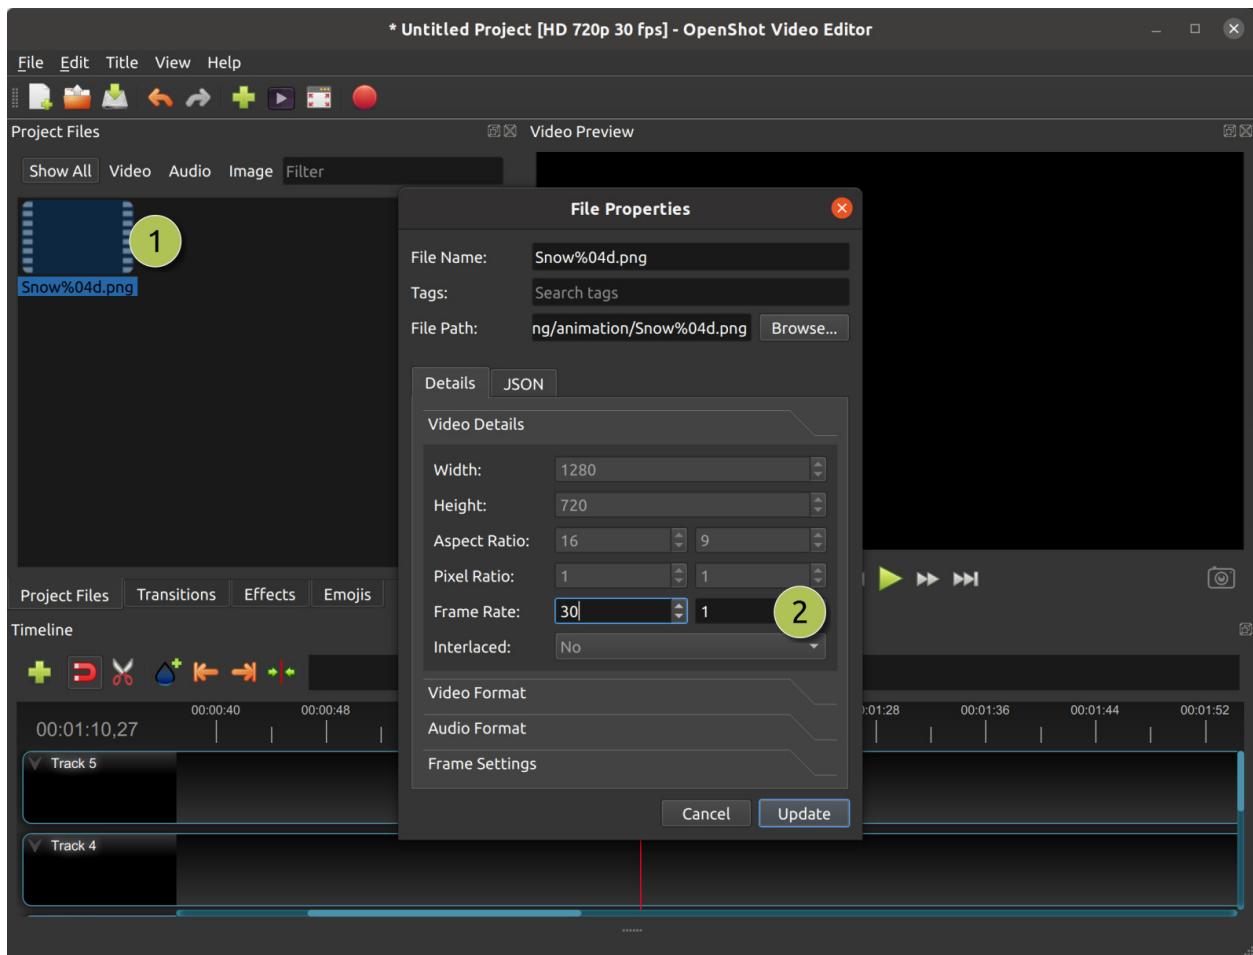 * Untitled Project [HD 720p 30 fps] - OpenShot Video Editor
File Edit Title View Help
Project Files
Video Preview
Show All Video Audio Image Filter
1
Snow%04d.png
File Properties
File Name: Snow%04d.png
Tags: Search tags
File Path: ng/animation/Snow%04d.png Browse...
Details JSON
Video Details
Width: 1280
Height: 720
Aspect Ratio: 16 9
Pixel Ratio: 1 1
Frame Rate: 30 1 2
Interlaced: No
Video Format
Audio Format
Frame Settings
Cancel Update
Project Files Transitions Effects Emojis
Timeline
00:01:10,27
00:00:40 00:00:48 :01:28 00:01:36 00:01:44 00:01:52
Track 5
Track 4